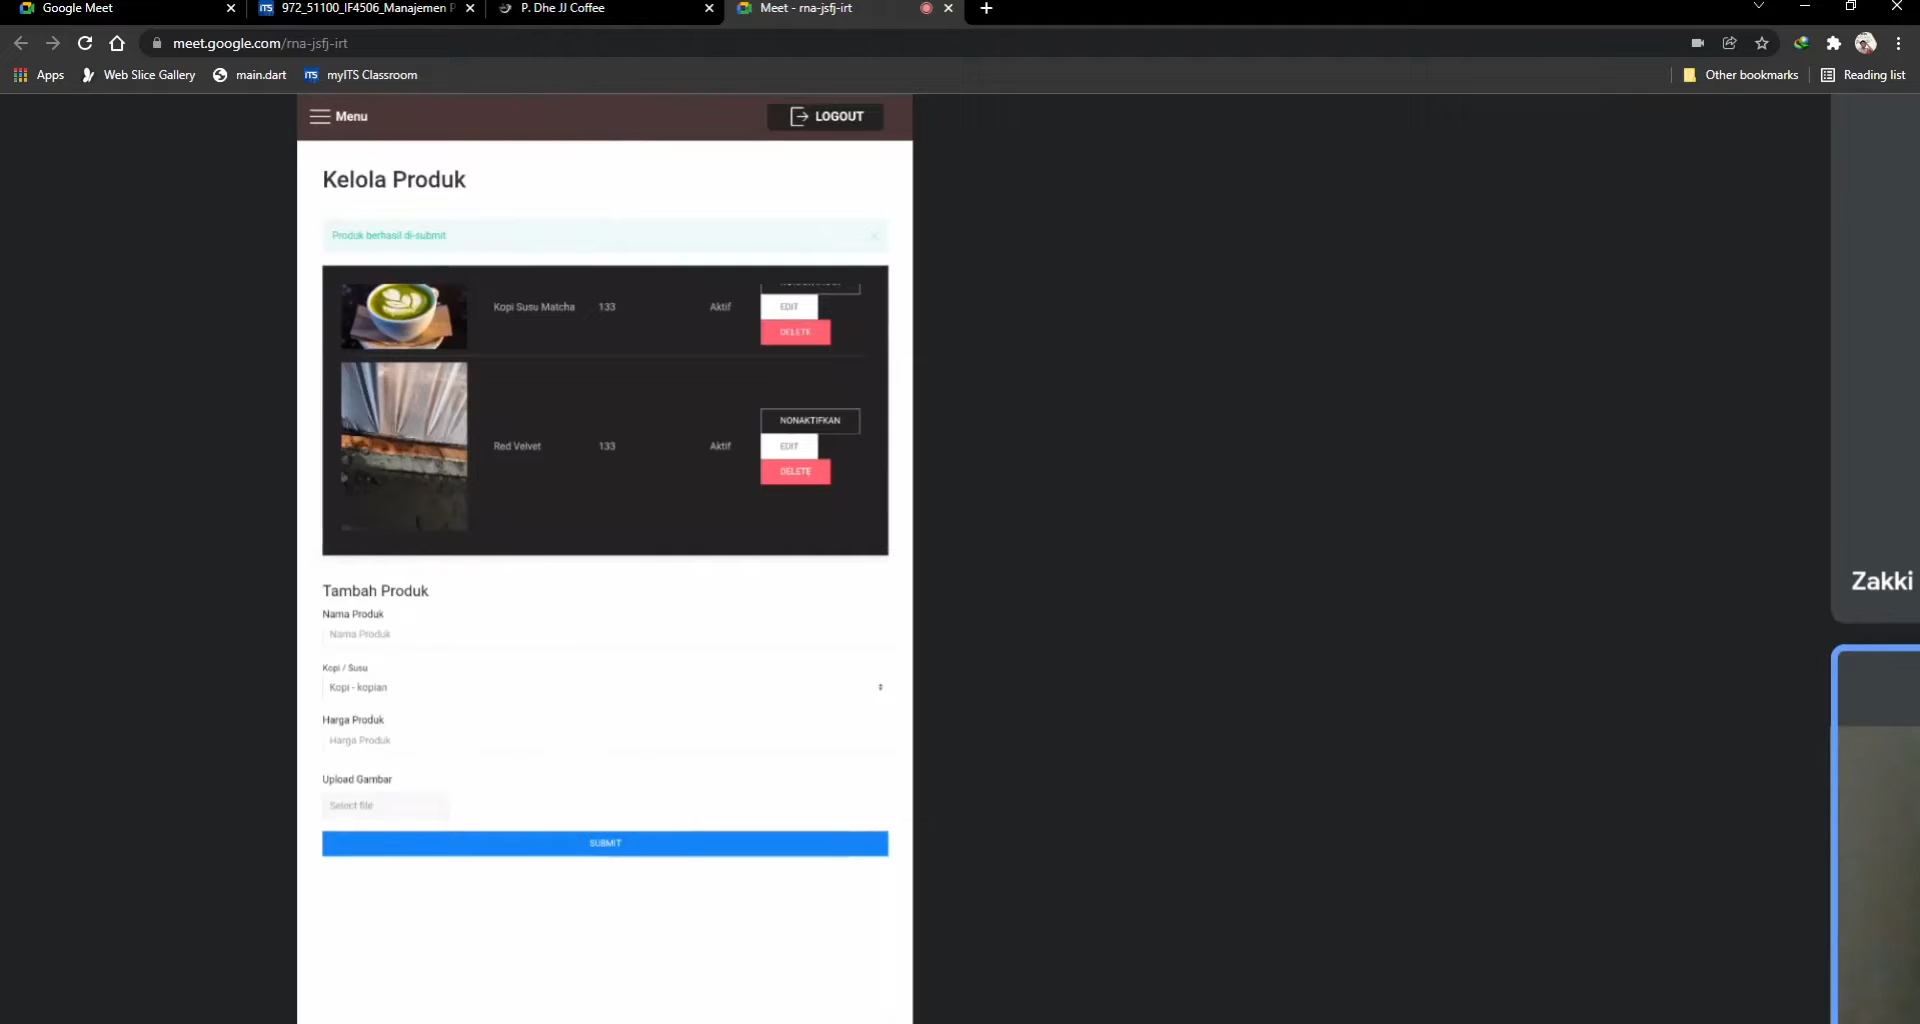 Google Meet
972_51100_IF4506_Manajemen P
P. Dhe JJ Coffee
Meet - rna-jsfj-irt
meet.google.com/rna-jsfj-irt
Apps
Web Slice Gallery
main.dart
ITS
myITS Classroom
Other bookmarks
Reading list
Menu
LOGOUT
Kelola Produk
Produk berhasil di-submit
Kopi Susu Matcha 133 Aktif
EDIT
DELETE
NONAKTIFKAN
Red Velvet 133 Aktif
EDIT
DELETE
Tambah Produk
Nama Produk
Nama Produk
Kopi / Susu
Kopi - kopian
Harga Produk
Harga Produk
Upload Gambar
Select file
SUBMIT
Zakki